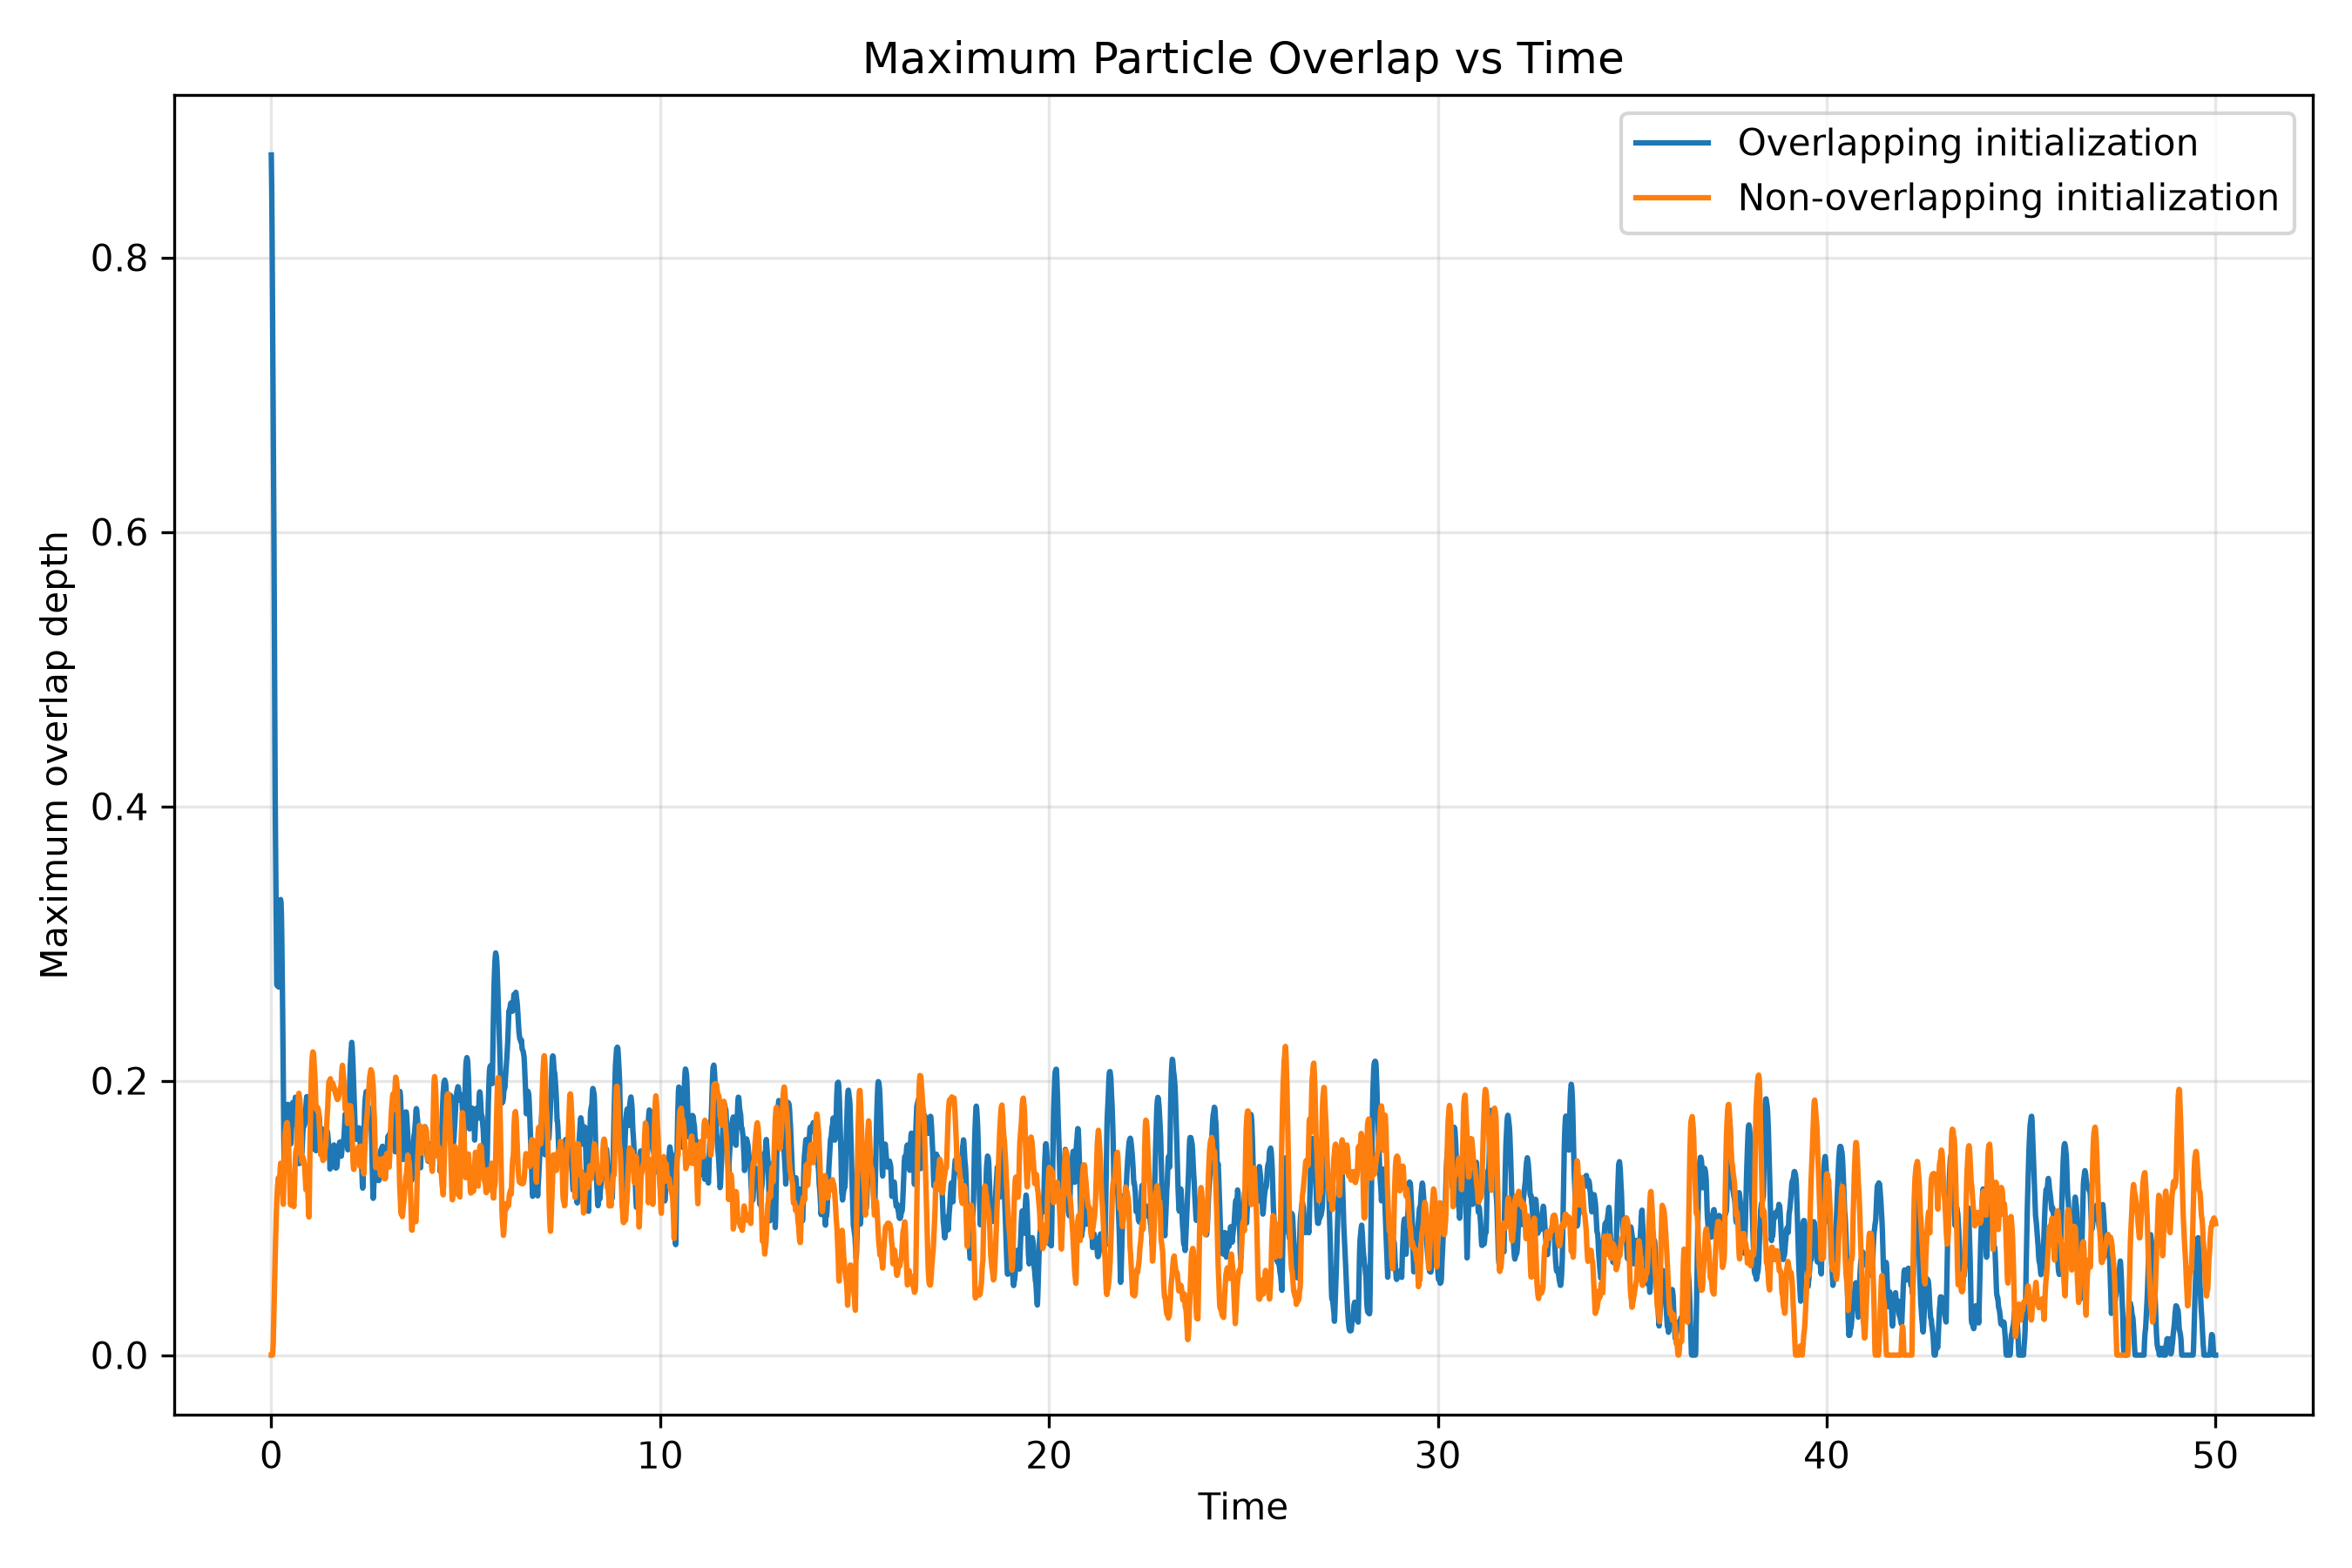 Maximum Particle Overlap vs Time
Overlapping initialization
Non-overlapping initialization
Maximum overlap depth
0.8
0.6
0.4
0.2
0.0
0 10 20 30 40 50
Time